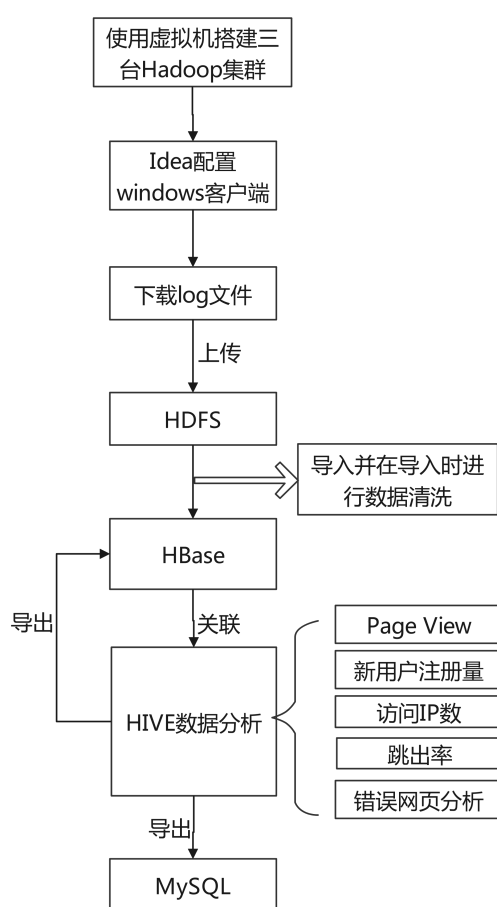 使用虚拟机搭建三
台Hadoop集群
Idea配置
windows客户端
下载log文件
上传
HDFS
导入并在导入时进
行数据清洗
HBase
导出
关联
Page View
新用户注册量
访问IP数
HIVE数据分析
跳出率
错误网页分析
导出
MySQL